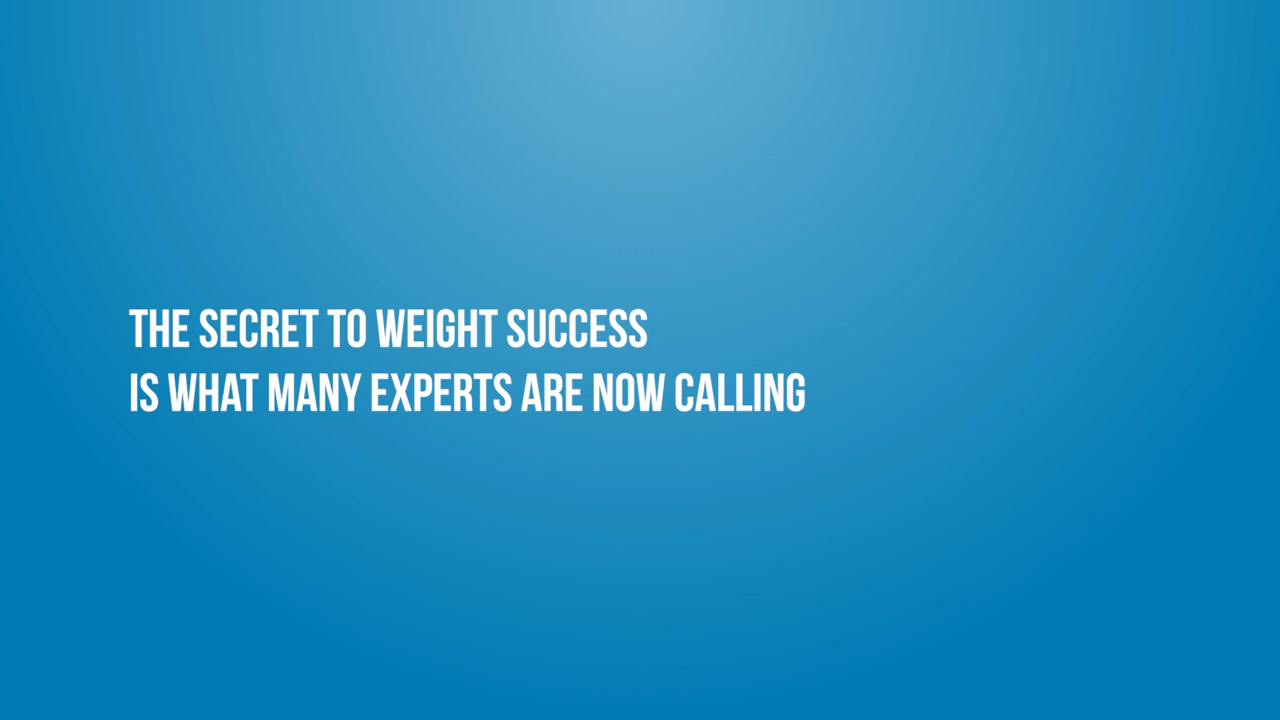 THE SECRET TO WEIGHT SUCCESS
IS WHAT MANY EXPERTS ARE NOW CALLING